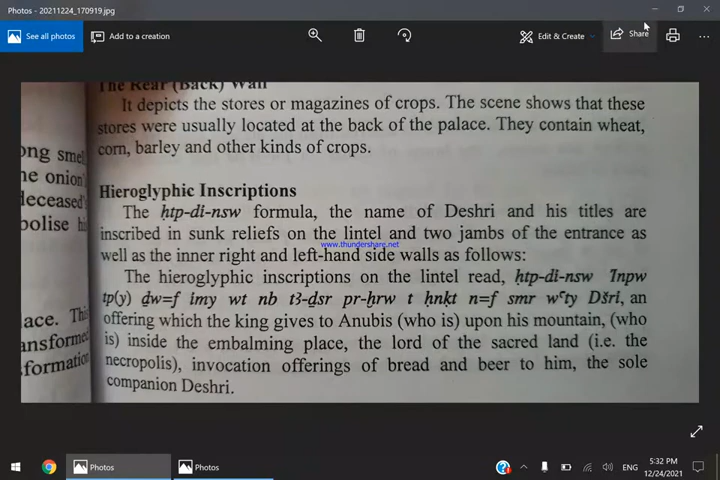 Photos - 20211224_170919.jpg
See all photos
Add to a creation
Edit & Create
Share
The Rear (Back) Wall
It depicts the stores or magazines of crops. The scene shows that these
stores were usually located at the back of the palace. They contain wheat,
corn, barley and other kinds of crops.
Hieroglyphic Inscriptions
The ḥtp-di-nsw formula, the name of Deshri and his titles are
inscribed in sunk reliefs on the lintel and two jambs of the entrance as
www.thundershare.net
well as the inner right and left-hand side walls as follows:
The hieroglyphic inscriptions on the lintel read, ḥtp-di-nsw ꞽnpw
tp(y) ḏw=f imy wt nb tȝ-ḏsr pr-ḫrw t ḥnḳt n=f smr wꜥty Dšri, an
offering which the king gives to Anubis (who is) upon his mountain, (who
is) inside the embalming place, the lord of the sacred land (i.e. the
necropolis), invocation offerings of bread and beer to him, the sole
companion Deshri.
ong smel
he onion's
deceased's
bolise hi
ace. This
ansformed
formation
Photos
Photos
ENG
5:32 PM
12/24/2021